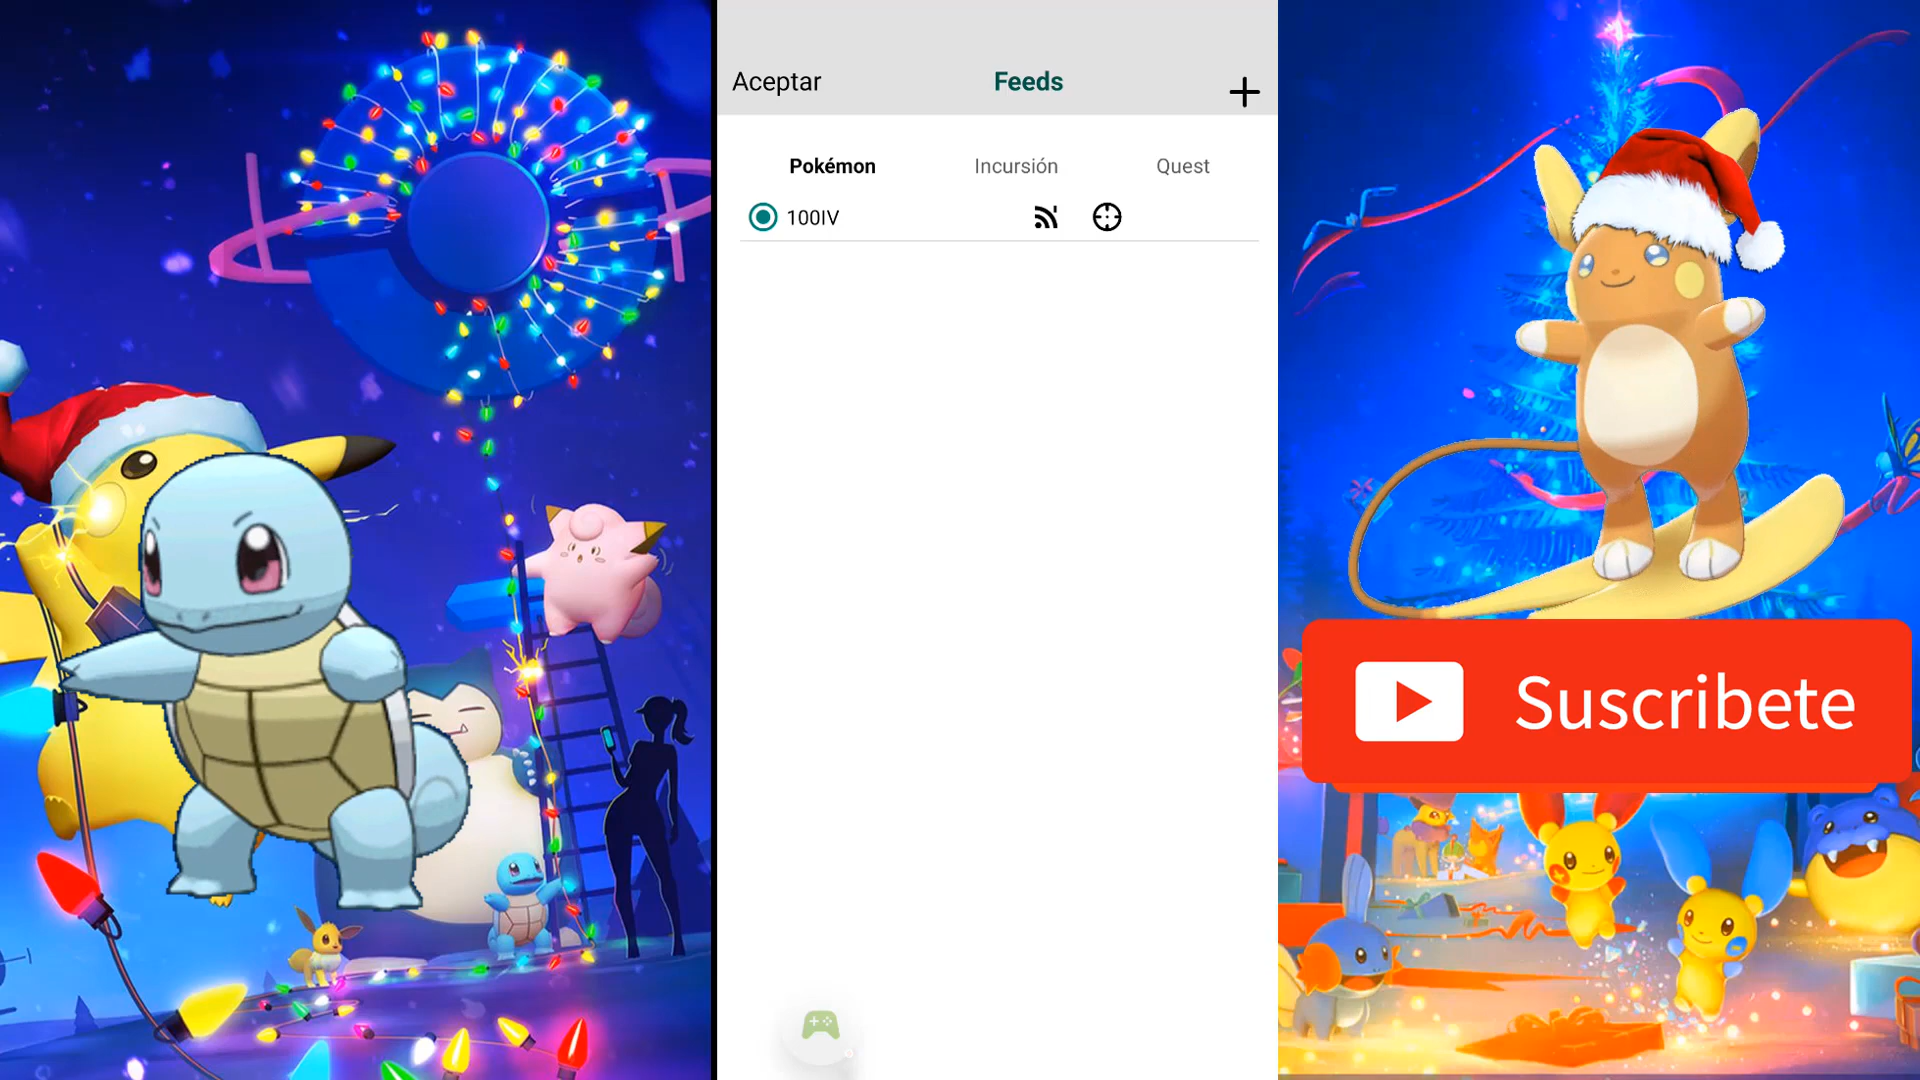 Aceptar
Feeds
+
Pokémon
Incursión
Quest
100IV
Suscribete